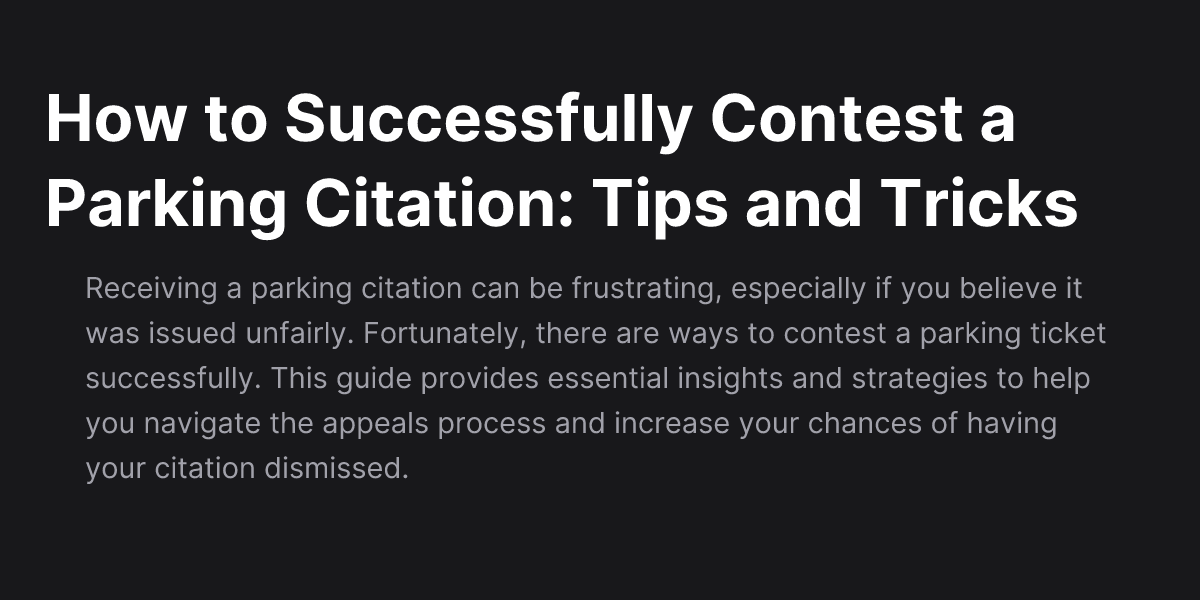 How to Successfully Contest a
Parking Citation: Tips and Tricks
Receiving a parking citation can be frustrating, especially if you believe it
was issued unfairly. Fortunately, there are ways to contest a parking ticket
successfully. This guide provides essential insights and strategies to help
you navigate the appeals process and increase your chances of having
your citation dismissed.